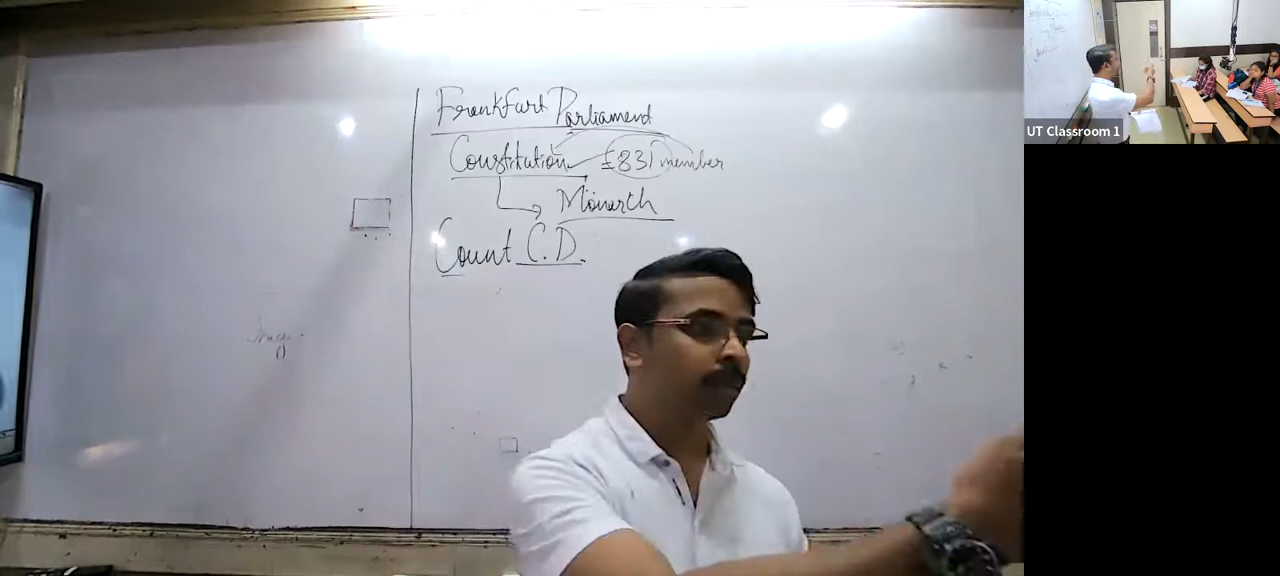 Frankfurt Parliament
Constitution 831 member
Monarch
Count C.D.
UT Classroom 1